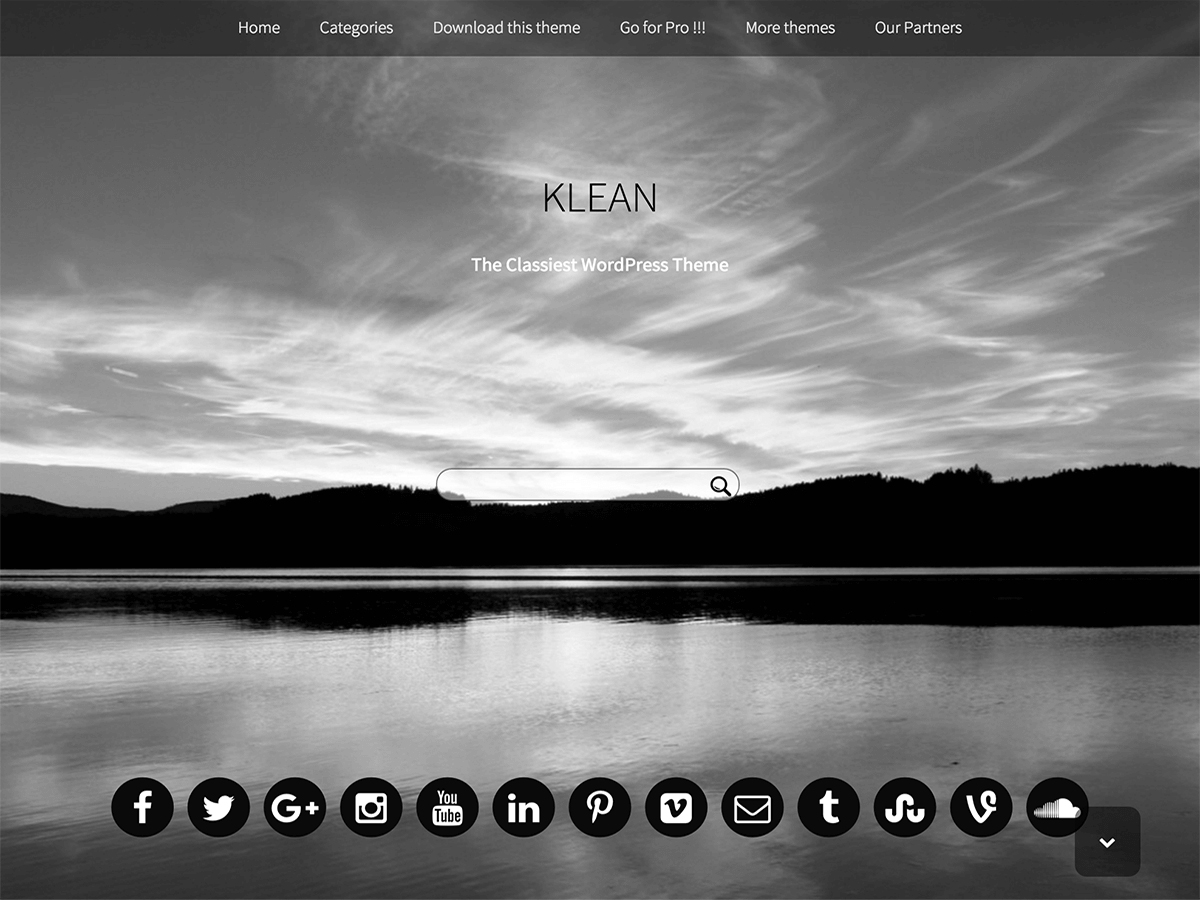 Home Categories Download this theme Go for Pro !!! More themes Our Partners
KLEAN
The Classiest WordPress Theme
f G+ You Tube in t